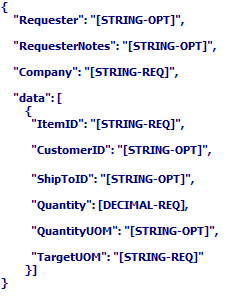 {
"Requester": "[STRING-OPT]",
"RequesterNotes": "[STRING-OPT]",
"Company": "[STRING-REQ]",
"data": [
{
"ItemID": "[STRING-REQ]",
"CustomerID": "[STRING-OPT]",
"ShipToID": "[STRING-OPT]",
"Quantity": [DECIMAL-REQ],
"QuantityUOM": "[STRING-OPT]",
"TargetUOM": "[STRING-REQ]"
}]
}